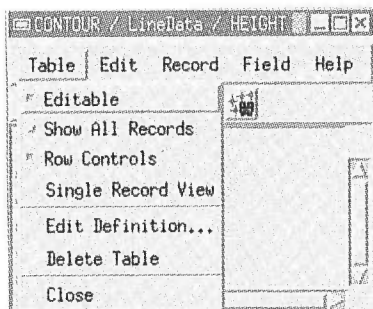 CONTOUR / LineData / HEIGHT
Table Edit Record Field Help
Editable
Show All Records
Row Controls
Single Record View
Edit Definition...
Delete Table
Close